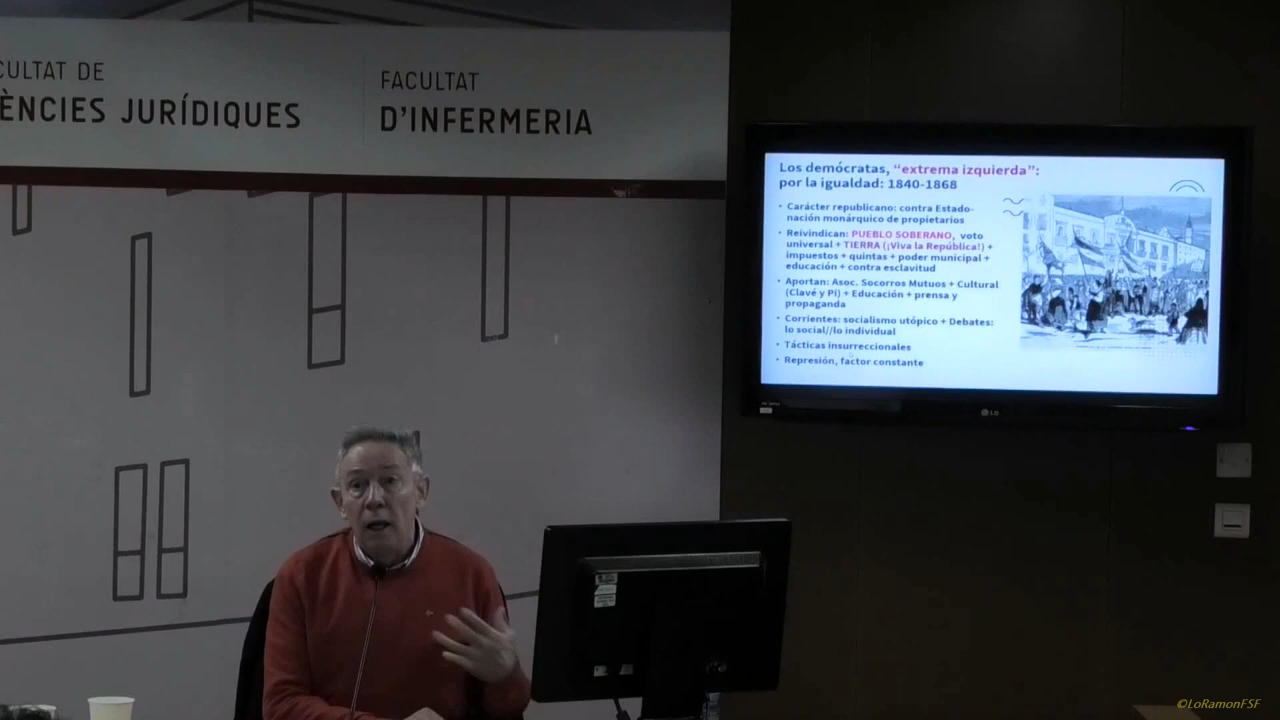 CULTAT DE
ÈNCIES JURÍDIQUES
FACULTAT
D'INFERMERIA
Los demócratas, “extrema izquierda”:
por la igualdad: 1840-1868
• Carácter republicano: contra Estado-
nación monárquico de propietarios
• Reivindican: PUEBLO SOBERANO, voto
universal + TIERRA (¡Viva la República!) +
impuestos + quintas + poder municipal +
educación + contra esclavitud
• Aportan: Asoc. Socorros Mutuos + Cultural
(Clavé y Pi) + Educación + prensa y
propaganda
• Corrientes: socialismo utópico + Debates:
lo social//lo individual
• Tácticas insurreccionales
• Represión, factor constante
LG
©LoRamonFSF